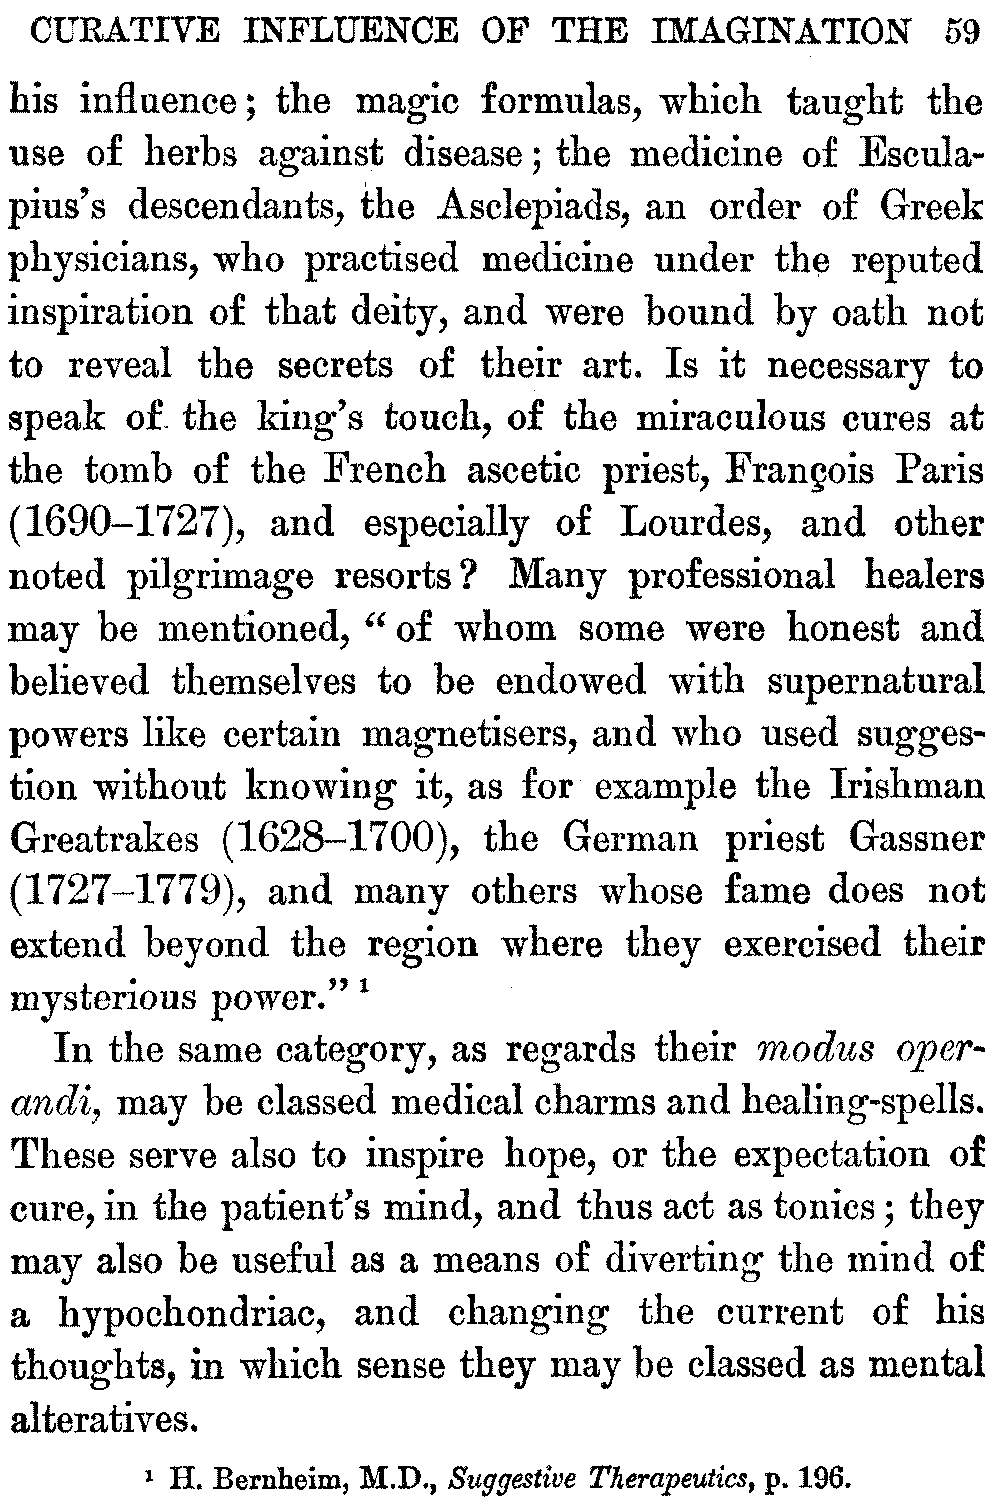 CURATIVE INFLUENCE OF THE IMAGINATION 59
his influence; the magic formulas, which taught the
use of herbs against disease; the medicine of Escula-
pius's descendants, the Asclepiads, an order of Greek
physicians, who practised medicine under the reputed
inspiration of that deity, and were bound by oath not
to reveal the secrets of their art. Is it necessary to
speak of the king's touch, of the miraculous cures at
the tomb of the French ascetic priest, François Paris
(1690–1727), and especially of Lourdes, and other
noted pilgrimage resorts? Many professional healers
may be mentioned, "of whom some were honest and
believed themselves to be endowed with supernatural
powers like certain magnetisers, and who used sugges-
tion without knowing it, as for example the Irishman
Greatrakes (1628–1700), the German priest Gassner
(1727–1779), and many others whose fame does not
extend beyond the region where they exercised their
mysterious power." ¹
In the same category, as regards their modus oper-
andi, may be classed medical charms and healing-spells.
These serve also to inspire hope, or the expectation of
cure, in the patient's mind, and thus act as tonics; they
may also be useful as a means of diverting the mind of
a hypochondriac, and changing the current of his
thoughts, in which sense they may be classed as mental
alteratives.
¹ H. Bernheim, M.D., Suggestive Therapeutics, p. 196.